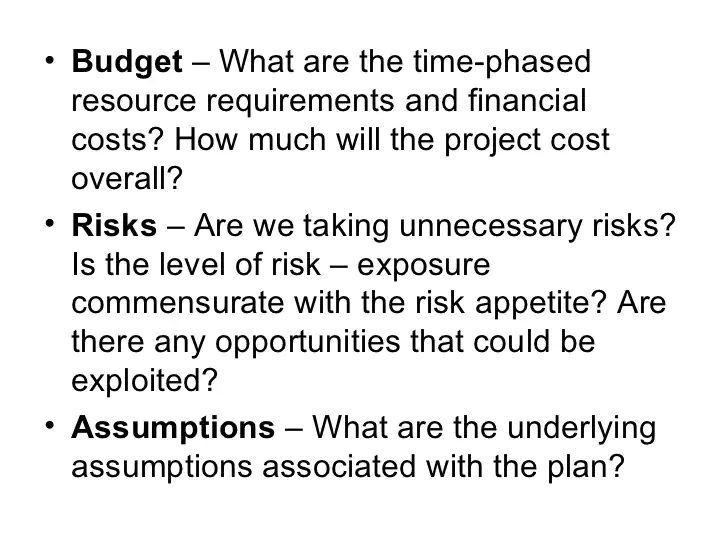 • Budget – What are the time-phased
resource requirements and financial
costs? How much will the project cost
overall?
• Risks – Are we taking unnecessary risks?
Is the level of risk – exposure
commensurate with the risk appetite? Are
there any opportunities that could be
exploited?
• Assumptions – What are the underlying
assumptions associated with the plan?